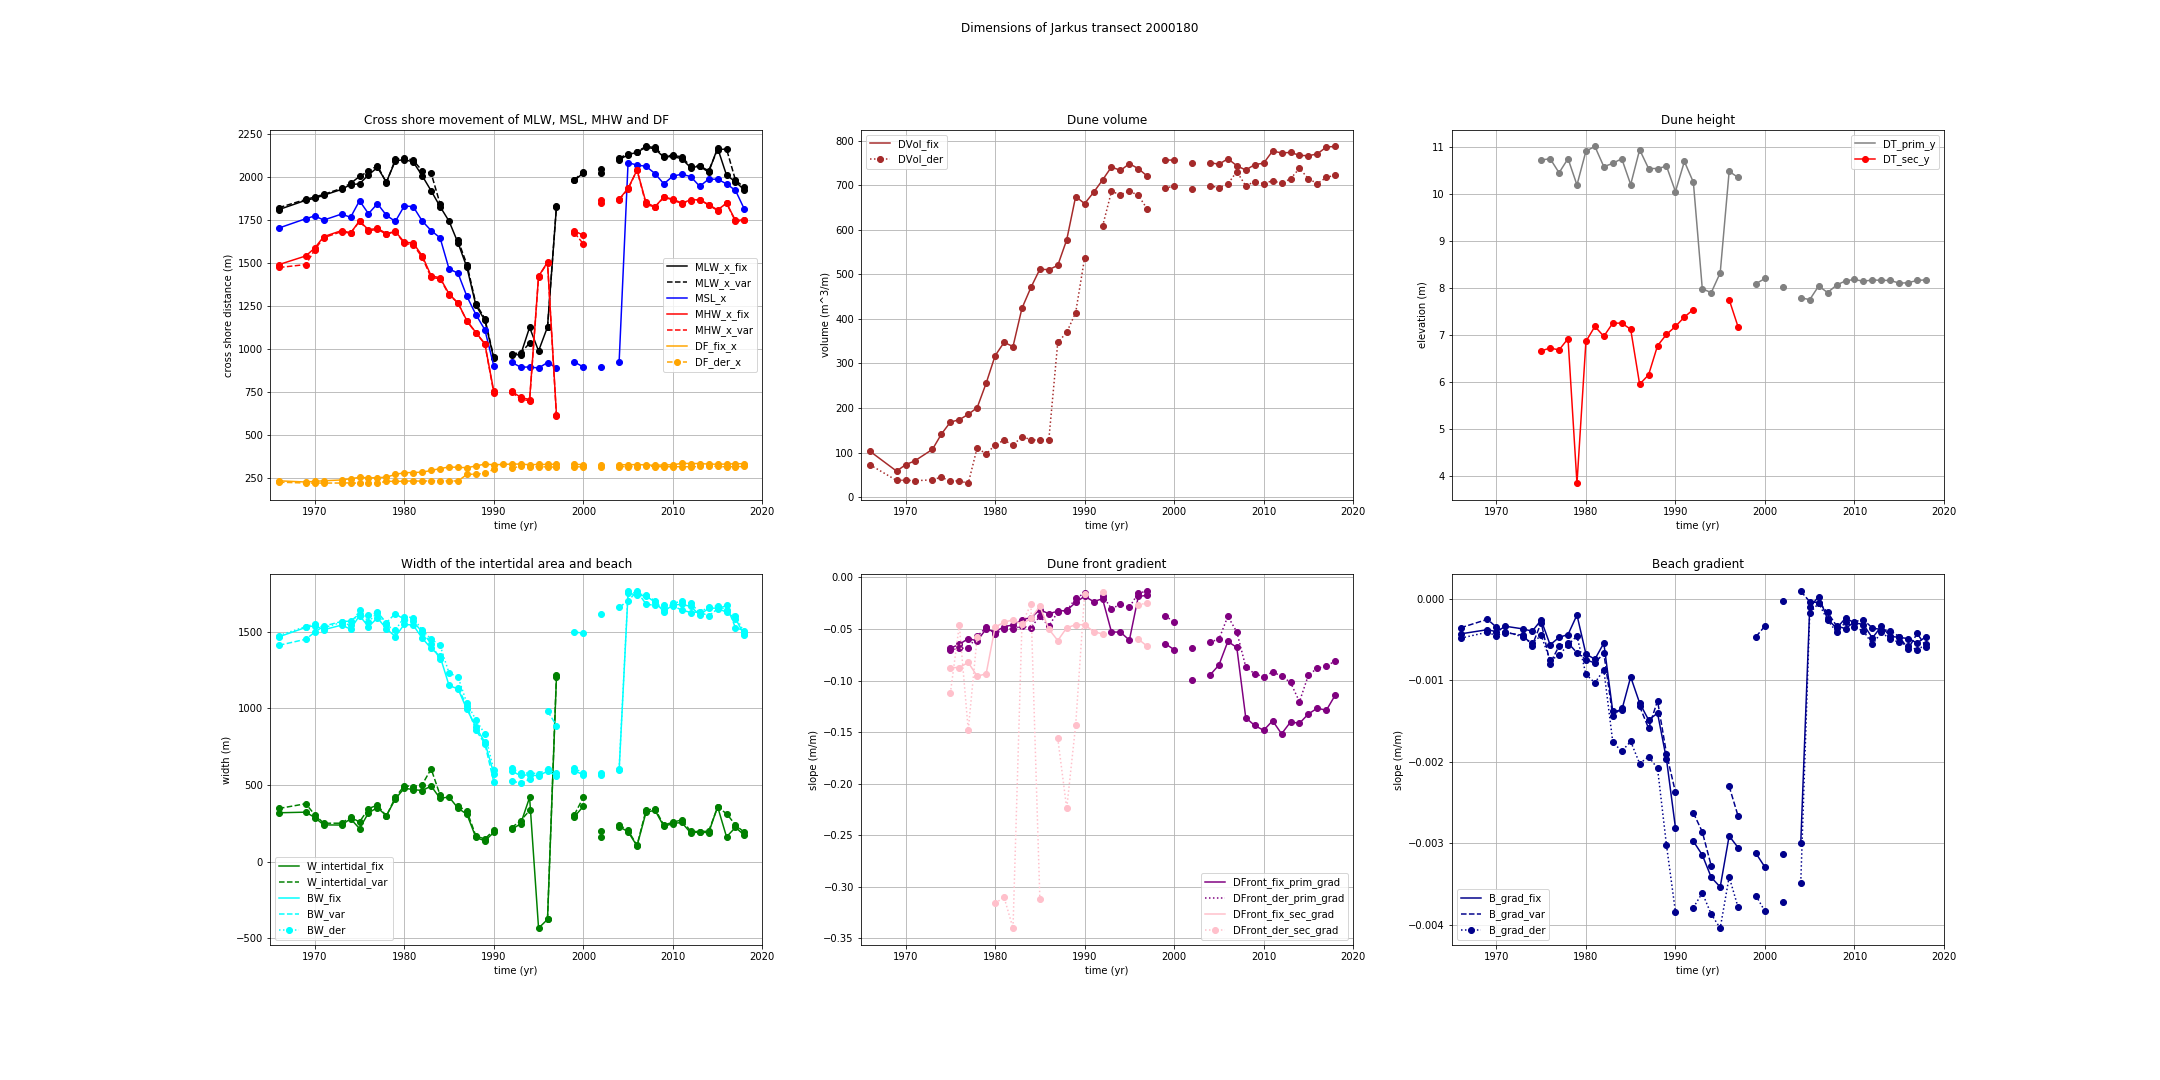 Dimensions of Jarkus transect 2000180
Cross shore movement of MLW, MSL, MHW and DF
cross shore distance (m)
2250
2000
1750
1500
1250
1000
750
500
250
MLW_x_fix
MLW_x_var
MSL_x
MHW_x_fix
MHW_x_var
DF_fix_x
DF_der_x
1970 1980 1990 2000 2010 2020
time (yr)
Dune volume
volume (m^3/m)
800
700
600
500
400
300
200
100
0
DVol_fix
DVol_der
1970 1980 1990 2000 2010 2020
time (yr)
Dune height
elevation (m)
11
10
9
8
7
6
5
4
DT_prim_y
DT_sec_y
1970 1980 1990 2000 2010 2020
time (yr)
Width of the intertidal area and beach
width (m)
1500
1000
500
0
−500
W_intertidal_fix
W_intertidal_var
BW_fix
BW_var
BW_der
1970 1980 1990 2000 2010 2020
time (yr)
Dune front gradient
slope (m/m)
0.00
−0.05
−0.10
−0.15
−0.20
−0.25
−0.30
−0.35
DFront_fix_prim_grad
DFront_der_prim_grad
DFront_fix_sec_grad
DFront_der_sec_grad
1970 1980 1990 2000 2010 2020
time (yr)
Beach gradient
slope (m/m)
0.000
−0.001
−0.002
−0.003
−0.004
B_grad_fix
B_grad_var
B_grad_der
1970 1980 1990 2000 2010 2020
time (yr)